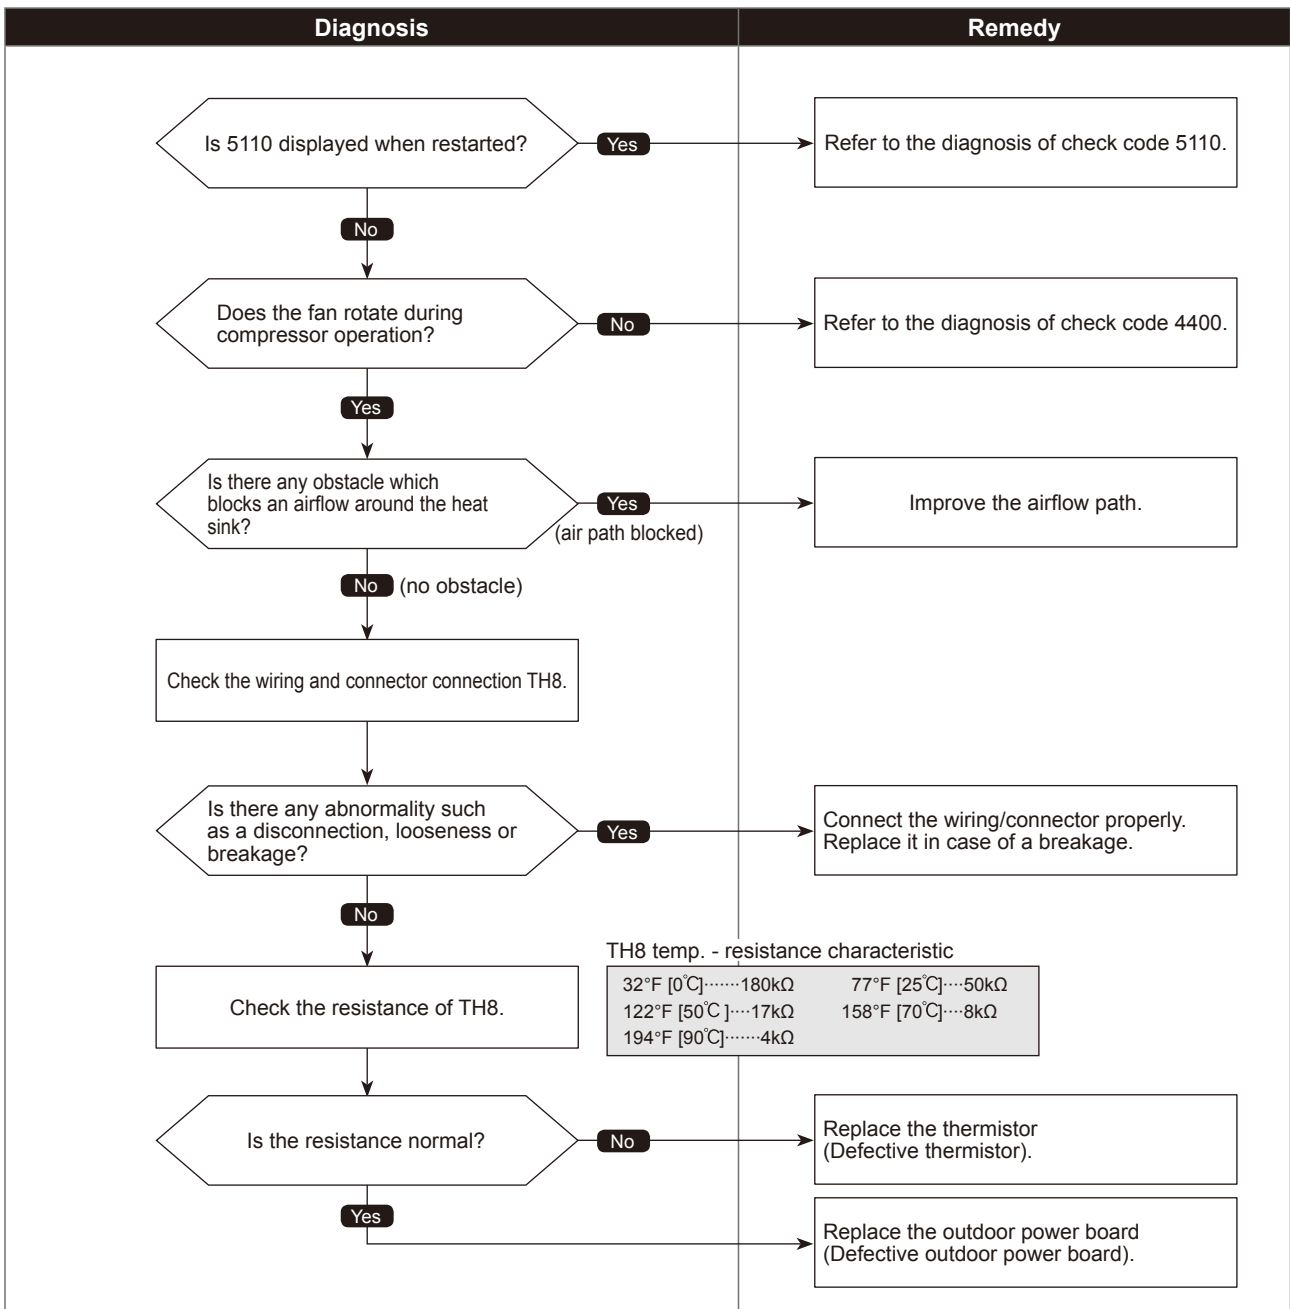 Diagnosis
Remedy
Is 5110 displayed when restarted?
Yes
Refer to the diagnosis of check code 5110.
No
Does the fan rotate during
compressor operation?
No
Refer to the diagnosis of check code 4400.
Yes
Is there any obstacle which
blocks an airflow around the heat
sink?
Yes
(air path blocked)
Improve the airflow path.
No (no obstacle)
Check the wiring and connector connection TH8.
Is there any abnormality such
as a disconnection, looseness or
breakage?
Yes
Connect the wiring/connector properly.
Replace it in case of a breakage.
No
Check the resistance of TH8.
TH8 temp. - resistance characteristic
32°F [0℃]·······180kΩ 77°F [25℃]····50kΩ
122°F [50℃ ]····17kΩ 158°F [70℃]····8kΩ
194°F [90℃]·······4kΩ
Is the resistance normal?
No
Replace the thermistor
(Defective thermistor).
Yes
Replace the outdoor power board
(Defective outdoor power board).